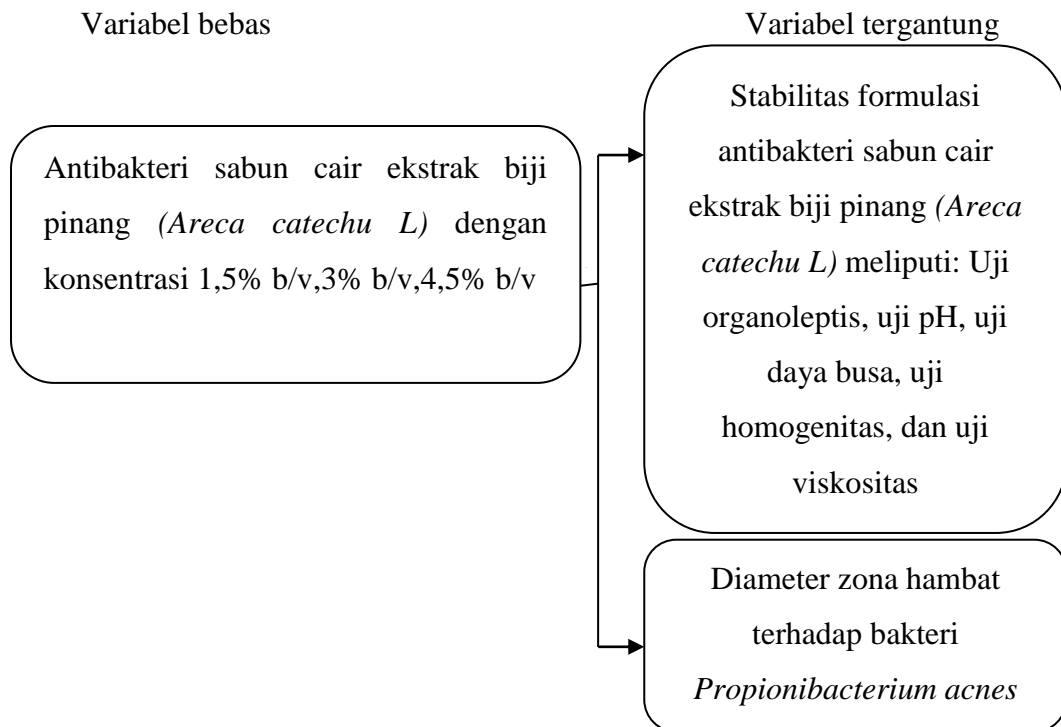 Variabel bebas
Variabel tergantung
Antibakteri sabun cair ekstrak biji
pinang (Areca catechu L) dengan
konsentrasi 1,5% b/v,3% b/v,4,5% b/v
Stabilitas formulasi
antibakteri sabun cair
ekstrak biji pinang (Areca
catechu L) meliputi: Uji
organoleptis, uji pH, uji
daya busa, uji
homogenitas, dan uji
viskositas
Diameter zona hambat
terhadap bakteri
Propionibacterium acnes